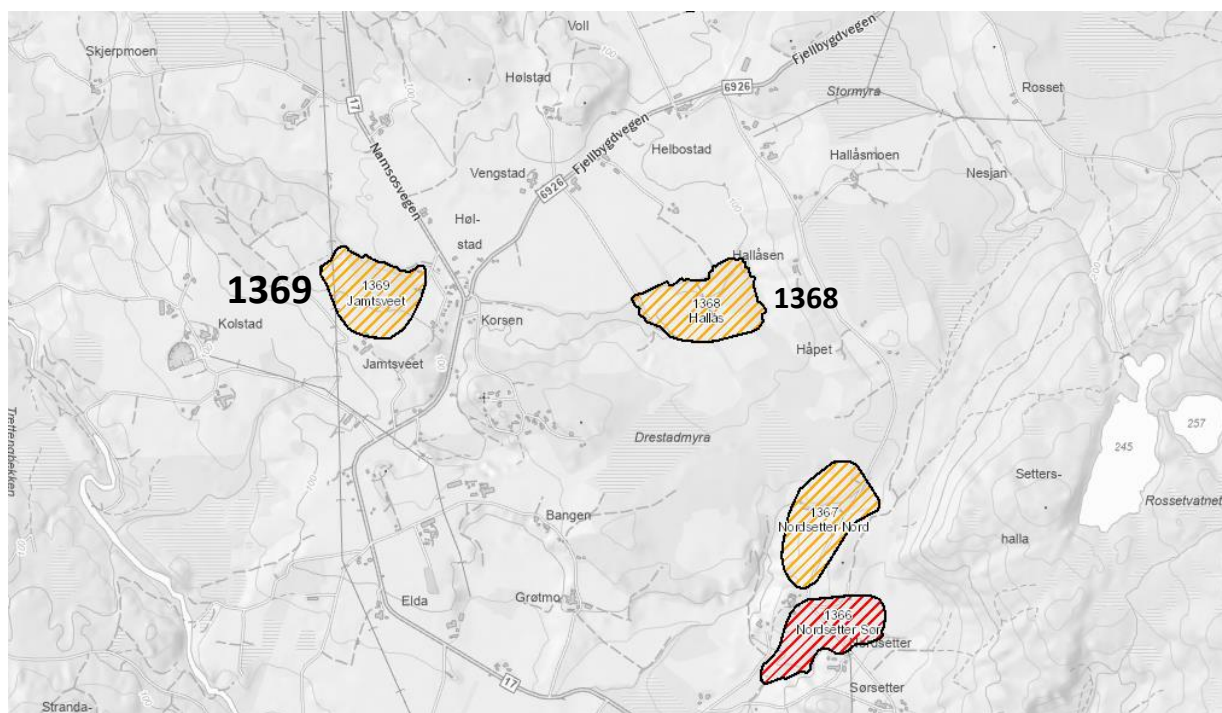 Voll
Fjellbygdvegen
Skjerpmoen
Hølstad
6926
Rosset
Stormyra
17
Namsosvegen
Fjellbygdvegen
Helbostad
Hallåsmoen
Nesjan
Vengstad
6926
Høl-
stad
Hallåsen
1369
1369
Jamtsveet
1368
Hallås
1368
Kolstad
Korsen
Håpet
Jamtsveet
100
257
Drestadmyra
245
Setters-
halla
Rossetvatnet
Bangen
1367
Nordsetter Nord
Elda
Grøtmo
1366
Nordsetter Sør
Nordsetter
17
Sørsetter
Stranda-
100